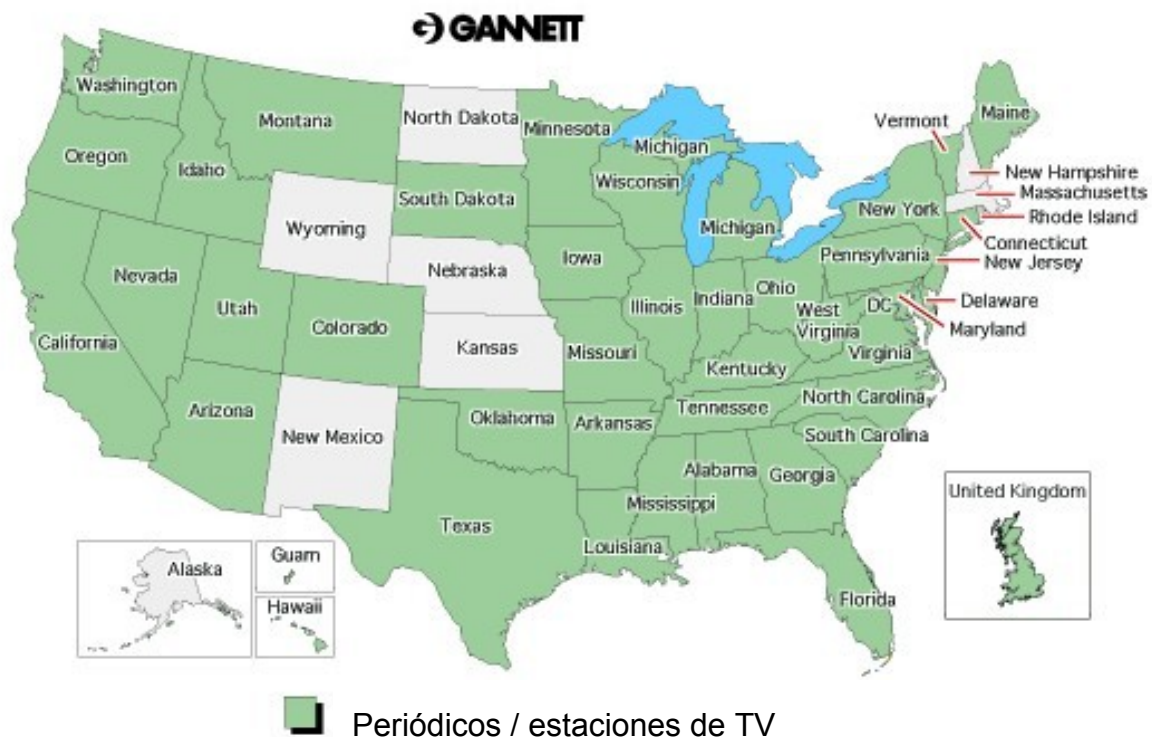 GANNETT
Washington
Montana
North Dakota
Minnesota
Michigan
Vermont
Maine
Oregon
Idaho
South Dakota
Wisconsin
New Hampshire
Massachusetts
Wyoming
Michigan
New York
Rhode Island
Connecticut
New Jersey
Nevada
Nebraska
Iowa
Pennsylvania
Utah
Colorado
Illinois
Indiana
Ohio
West
Virginia
DC
Delaware
Maryland
California
Kansas
Missouri
Kentucky
Virginia
Arizona
New Mexico
Oklahoma
Arkansas
Tennessee
North Carolina
South Carolina
Alabama
Georgia
Mississippi
Texas
Louisiana
Florida
United Kingdom
Alaska
Guam
Hawaii
Periódicos / estaciones de TV